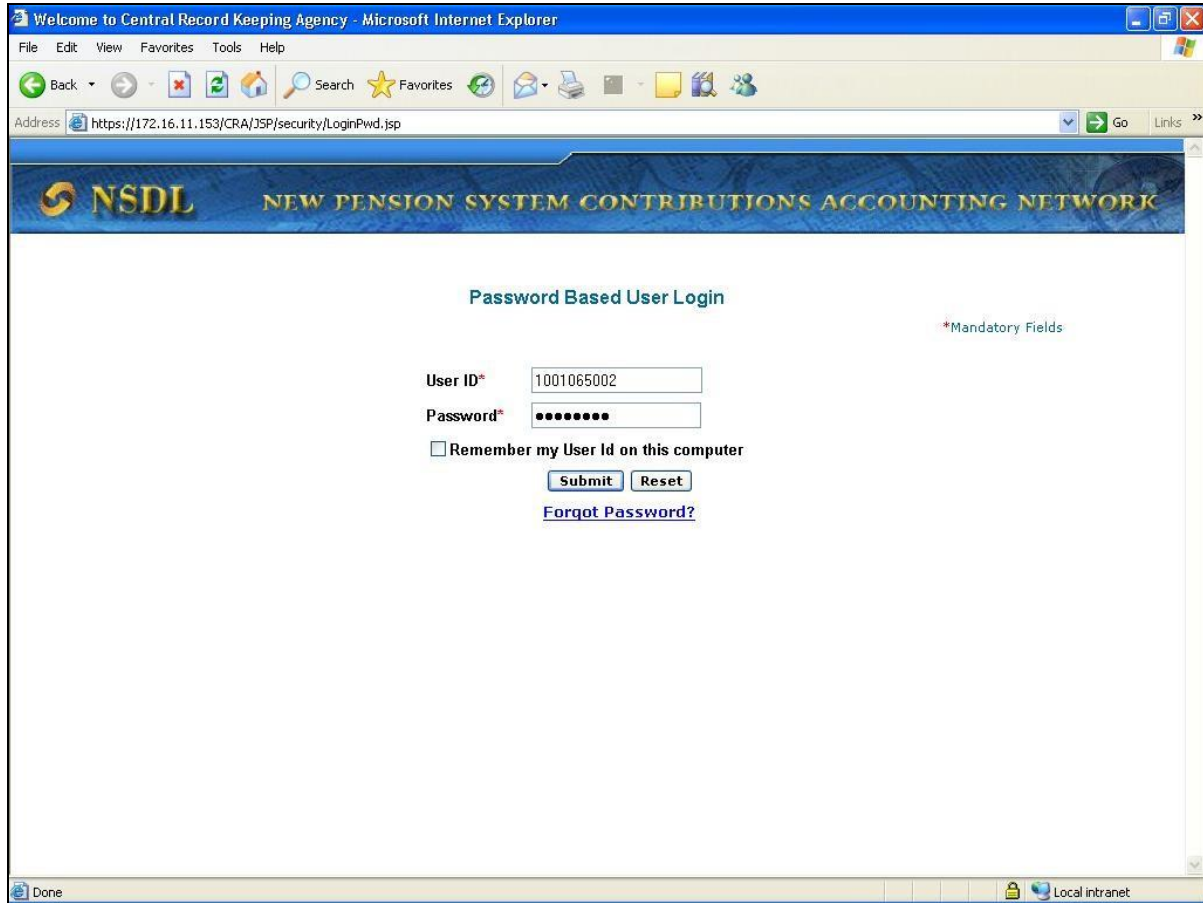 Welcome to Central Record Keeping Agency - Microsoft Internet Explorer
File Edit View Favorites Tools Help
Back Search Favorites
Address https://172.16.11.153/CRA/JSP/security/LoginPwd.jsp Go Links »
NSDL NEW PENSION SYSTEM CONTRIBUTIONS ACCOUNTING NETWORK
Password Based User Login
*Mandatory Fields
User ID* 1001065002
Password* ●●●●●●●●
Remember my User Id on this computer
Submit Reset
Forgot Password?
Done Local intranet